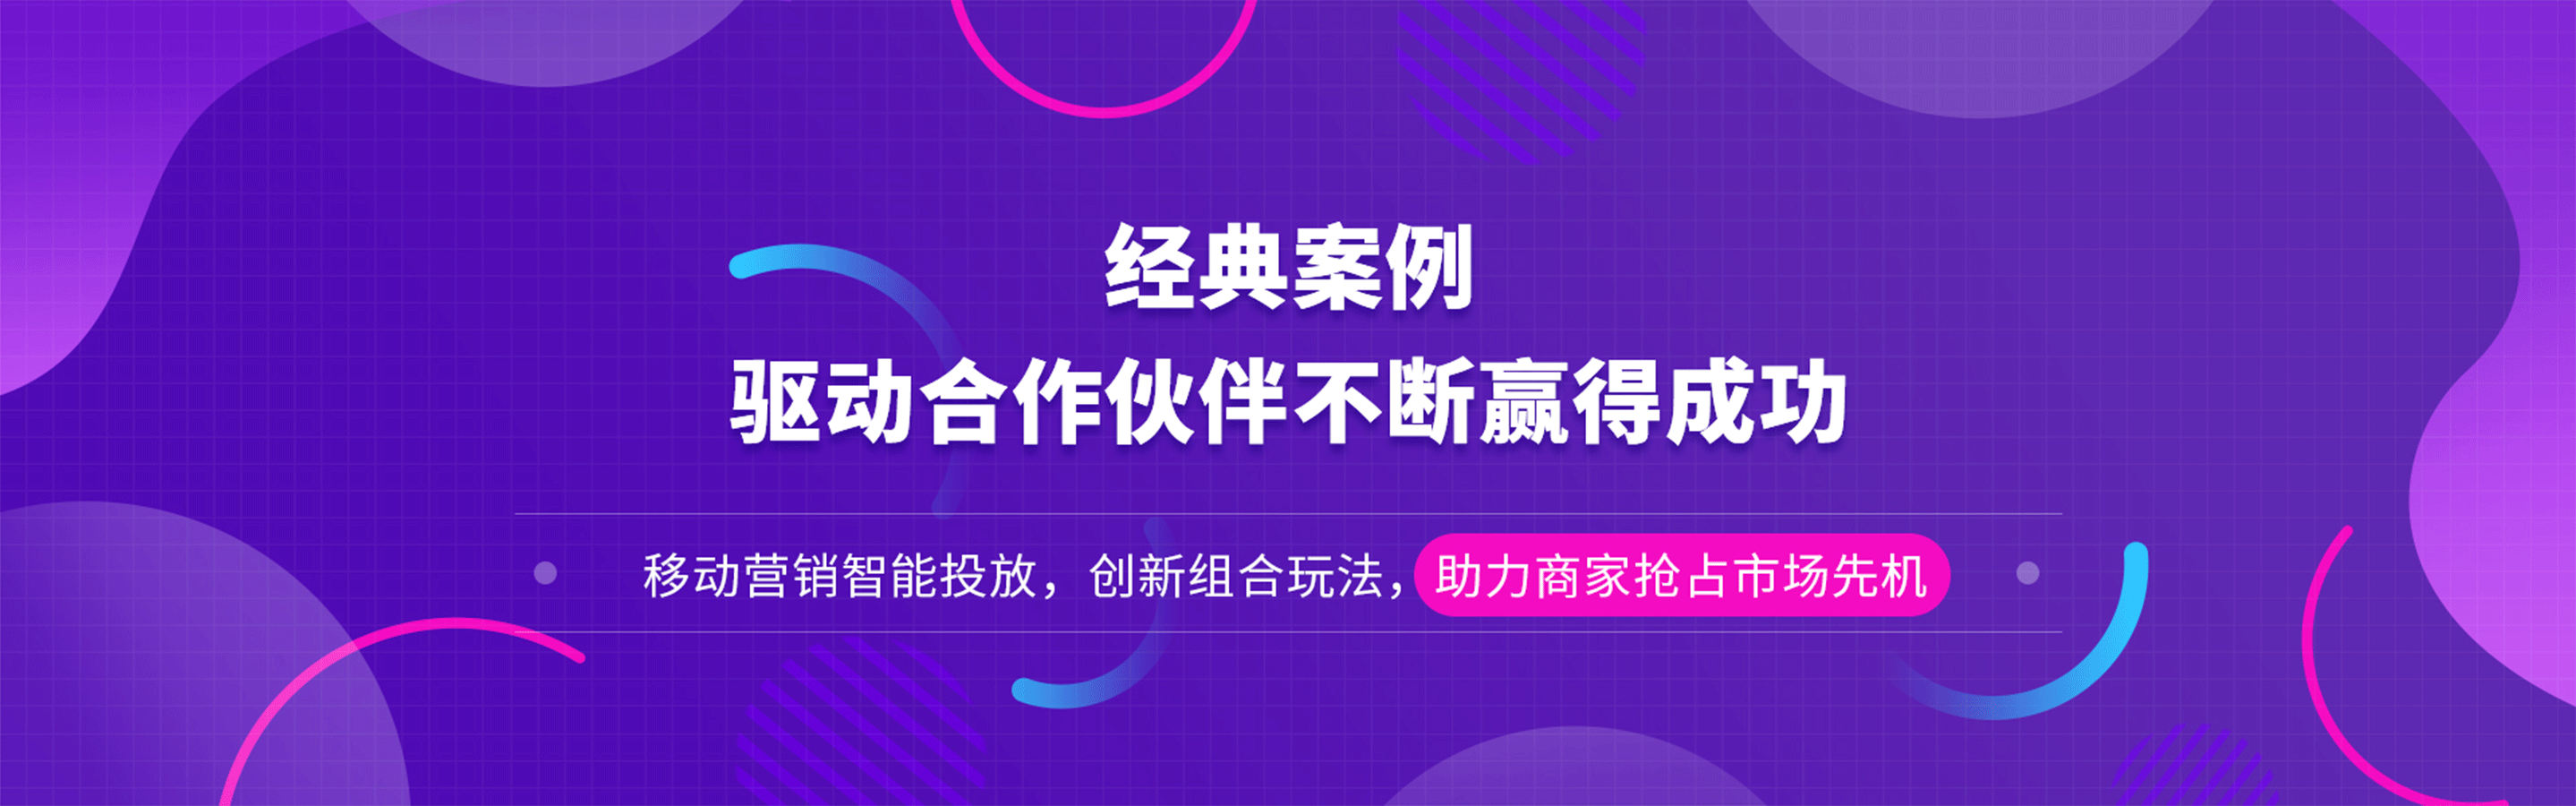 经典案例
驱动合作伙伴不断赢得成功
移动营销智能投放，创新组合玩法，助力商家抢占市场先机